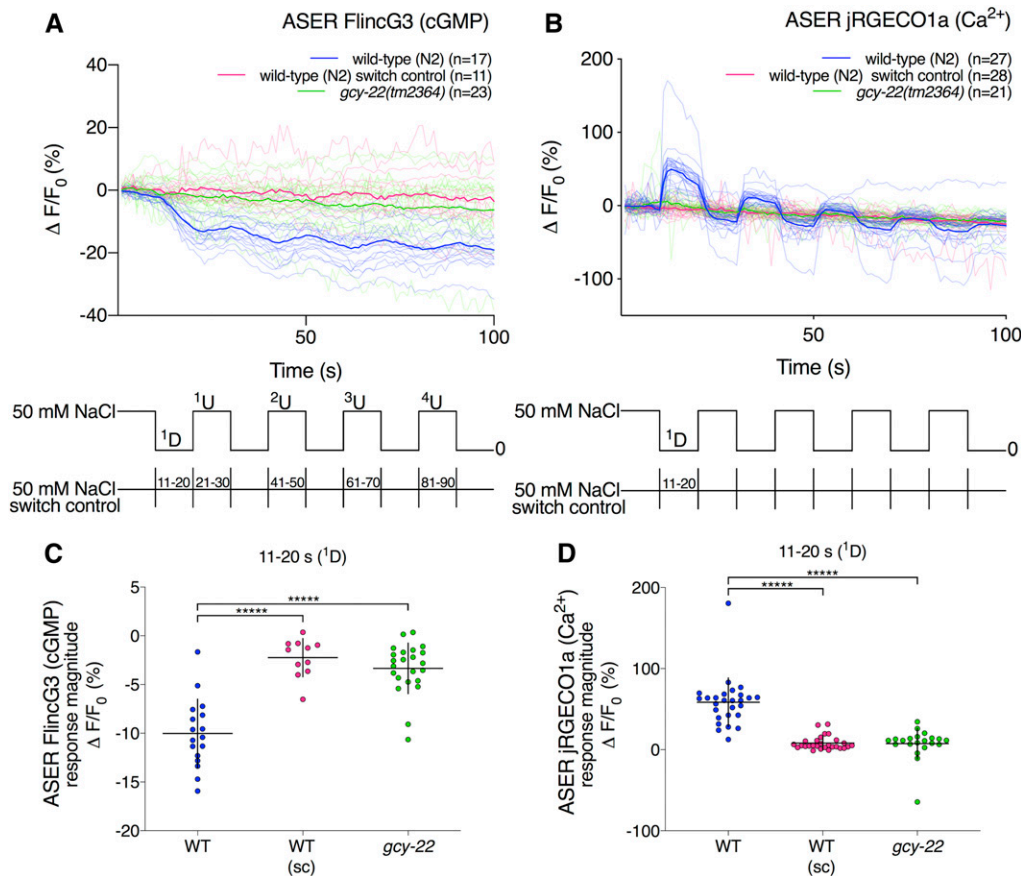 A
ASER FlincG3 (cGMP)
wild-type (N2) (n=17)
wild-type (N2) switch control (n=11)
gcy-22(tm2364) (n=23)
40
20
0
-20
-40
Δ F/F0 (%)
50
100
Time (s)
50 mM NaCl
1U
2U
3U
4U
1D
0
50 mM NaCl
switch control
11-20
21-30
41-50
61-70
81-90
B
ASER jRGECO1a (Ca2+)
wild-type (N2) (n=27)
wild-type (N2) switch control (n=28)
gcy-22(tm2364) (n=21)
200
100
0
-100
Δ F/F0 (%)
50
100
Time (s)
50 mM NaCl
1D
0
50 mM NaCl
switch control
11-20
C
11-20 s (1D)
ASER FlincG3 (cGMP)
response magnitude
Δ F/F0 (%)
5
0
-5
-10
-15
-20
*****
*****
WT
WT
(sc)
gcy-22
D
11-20 s (1D)
ASER jRGECO1a (Ca2+)
response magnitude
Δ F/F0 (%)
200
100
0
-100
*****
*****
WT
WT
(sc)
gcy-22